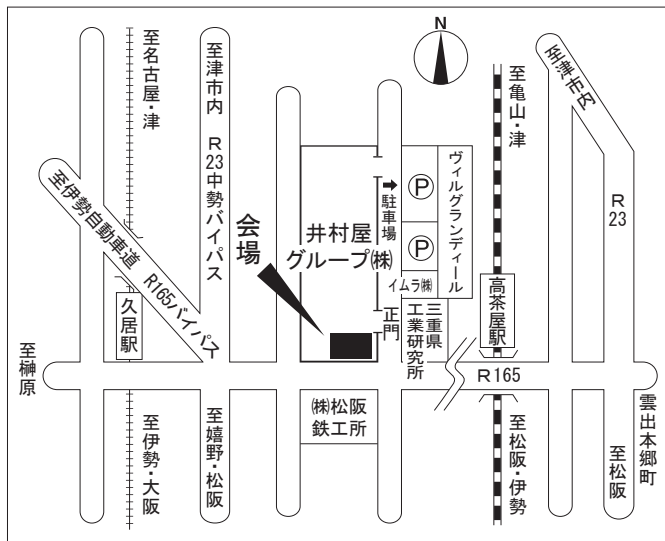 N
至名古屋・津
至津市内
R23中勢バイパス
至伊勢自動車道
R165バイパス
久居駅
至榊原
至伊勢・大阪
至嬉野・松阪
会場
井村屋
グループ㈱
駐車場
P
P
ヴィルグランディール
イムラ㈱
正門
三重県
工業研究所
㈱松阪
鉄工所
至亀山・津
高茶屋駅
R165
至松阪・伊勢
至津市内
R23
至松阪
雲出本郷町